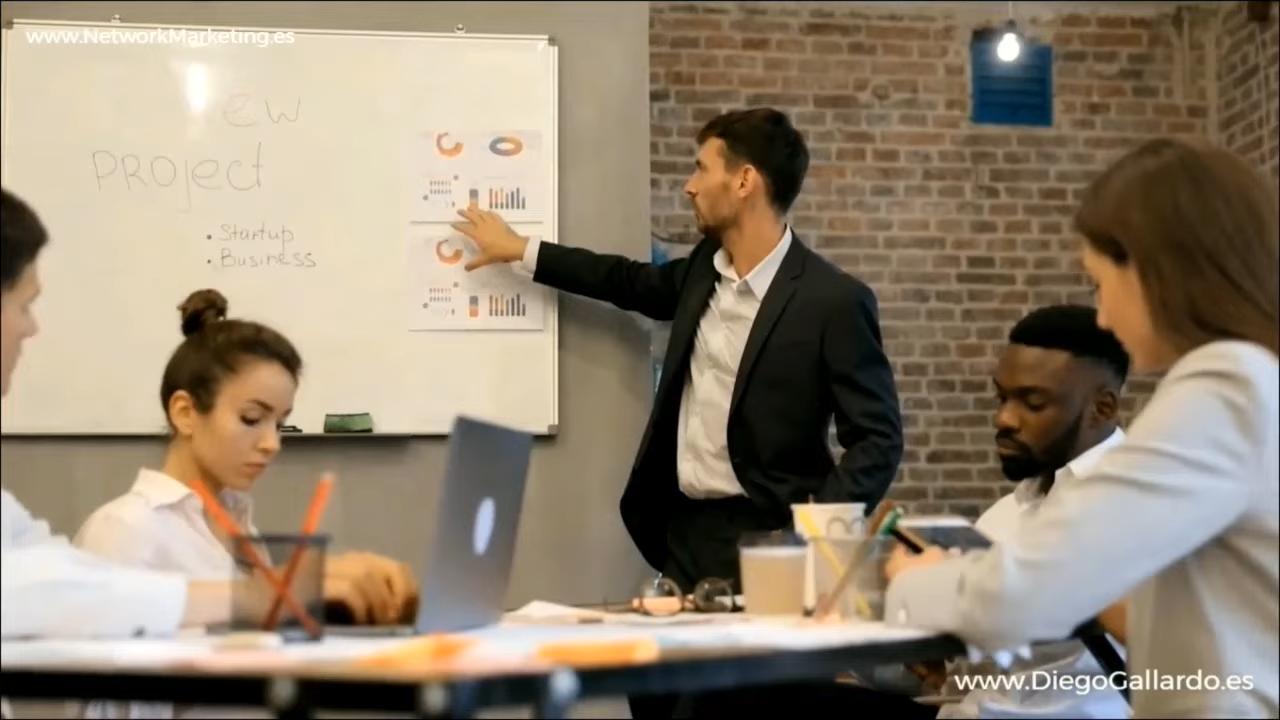 www.NetworkMarketing.es
ew
PROject
• Startup
• Business
www.DiegoGallardo.es